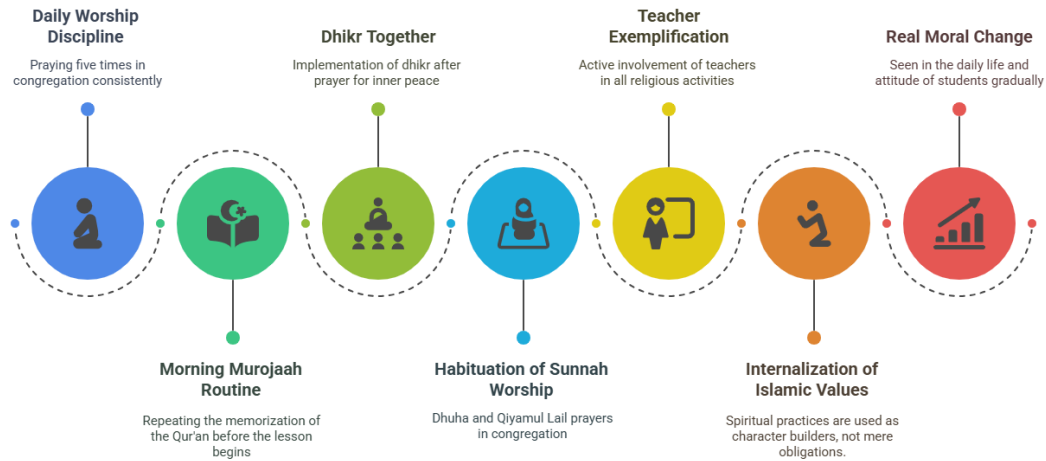 Daily Worship
Discipline
Praying five times in
congregation consistently
Morning Murojaah
Routine
Repeating the memorization of
the Qur'an before the lesson
begins
Dhikr Together
Implementation of dhikr after
prayer for inner peace
Habituation of Sunnah
Worship
Dhuha and Qiyamul Lail prayers
in congregation
Teacher
Exemplification
Active involvement of teachers
in all religious activities
Internalization of
Islamic Values
Spiritual practices are used as
character builders, not mere
obligations.
Real Moral Change
Seen in the daily life and
attitude of students gradually